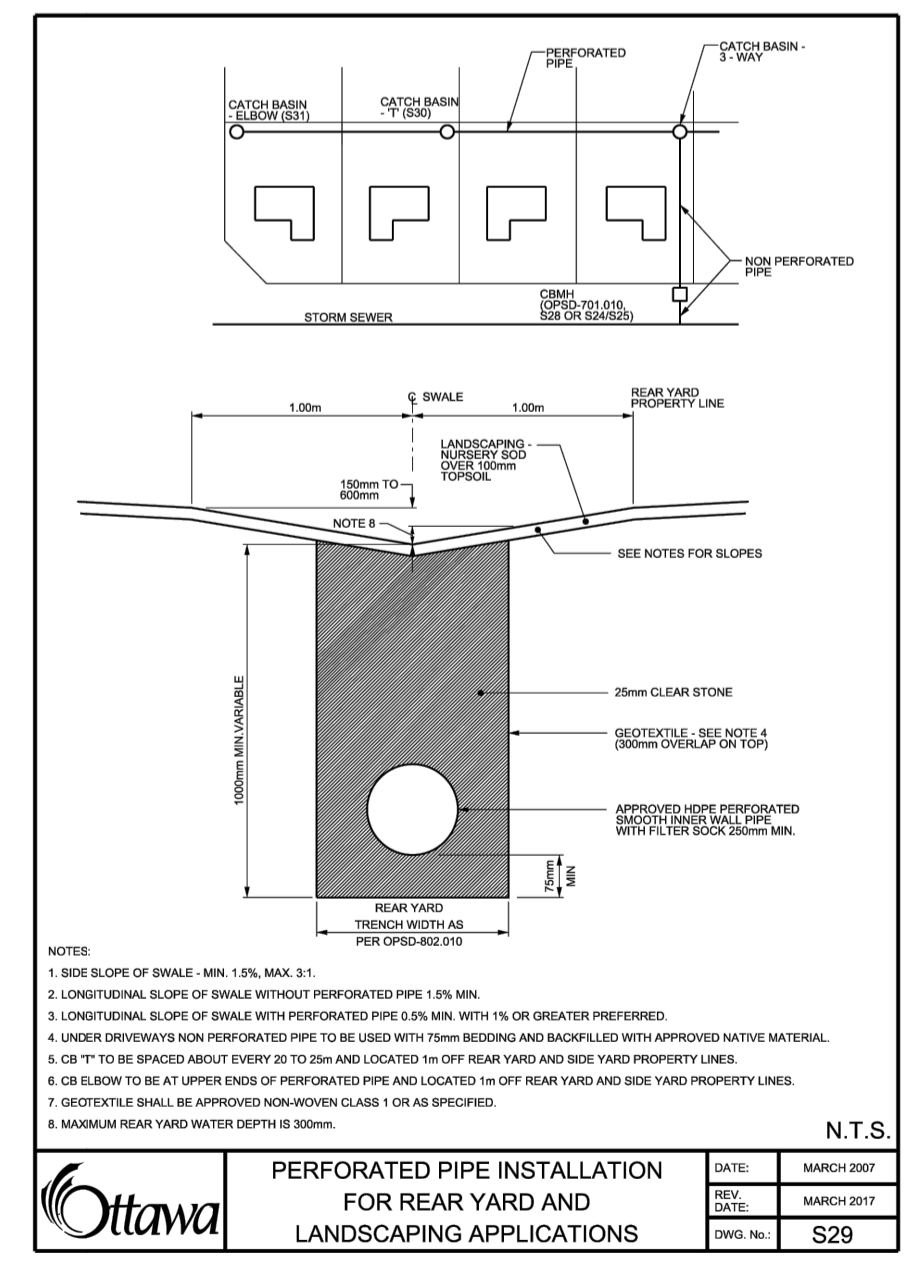 PERFORATED
PIPE
CATCH BASIN -
3 - WAY
CATCH BASIN
- ELBOW (S31)
CATCH BASIN
- 'T' (S30)
NON PERFORATED
PIPE
CBMH
(OPSD-701.010,
S28 OR S24/S25)
STORM SEWER
℄ SWALE
1.00m
1.00m
REAR YARD
PROPERTY LINE
LANDSCAPING -
NURSERY SOD
OVER 100mm
TOPSOIL
150mm TO
600mm
NOTE 8
SEE NOTES FOR SLOPES
1000mm MIN.VARIABLE
25mm CLEAR STONE
GEOTEXTILE - SEE NOTE 4
(300mm OVERLAP ON TOP)
APPROVED HDPE PERFORATED
SMOOTH INNER WALL PIPE
WITH FILTER SOCK 250mm MIN.
75mm
MIN
REAR YARD
TRENCH WIDTH AS
PER OPSD-802.010
NOTES:
1. SIDE SLOPE OF SWALE - MIN. 1.5%, MAX. 3:1.
2. LONGITUDINAL SLOPE OF SWALE WITHOUT PERFORATED PIPE 1.5% MIN.
3. LONGITUDINAL SLOPE OF SWALE WITH PERFORATED PIPE 0.5% MIN. WITH 1% OR GREATER PREFERRED.
4. UNDER DRIVEWAYS NON PERFORATED PIPE TO BE USED WITH 75mm BEDDING AND BACKFILLED WITH APPROVED NATIVE MATERIAL.
5. CB "T" TO BE SPACED ABOUT EVERY 20 TO 25m AND LOCATED 1m OFF REAR YARD AND SIDE YARD PROPERTY LINES.
6. CB ELBOW TO BE AT UPPER ENDS OF PERFORATED PIPE AND LOCATED 1m OFF REAR YARD AND SIDE YARD PROPERTY LINES.
7. GEOTEXTILE SHALL BE APPROVED NON-WOVEN CLASS 1 OR AS SPECIFIED.
8. MAXIMUM REAR YARD WATER DEPTH IS 300mm.
N.T.S.
Ottawa
PERFORATED PIPE INSTALLATION
FOR REAR YARD AND
LANDSCAPING APPLICATIONS
DATE:
MARCH 2007
REV.
DATE:
MARCH 2017
DWG. No.:
S29